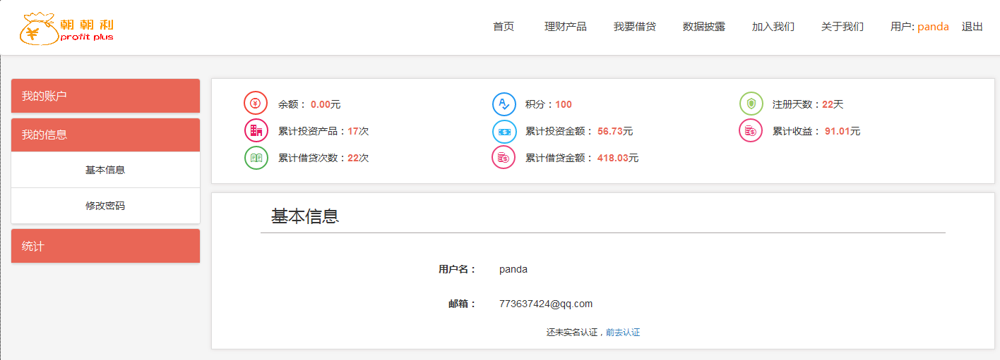 朝朝利
profit plus
首页 理财产品 我要借贷 数据披露 加入我们 关于我们 用户: panda 退出
我的账户
我的信息
基本信息
修改密码
统计
余额： 0.00元 积分：100 注册天数：22天
累计投资产品：17次 累计投资金额： 56.73元 累计收益： 91.01元
累计借贷次数：22次 累计借贷金额： 418.03元
基本信息
用户名： panda
邮箱： 773637424@qq.com
还未实名认证，前去认证